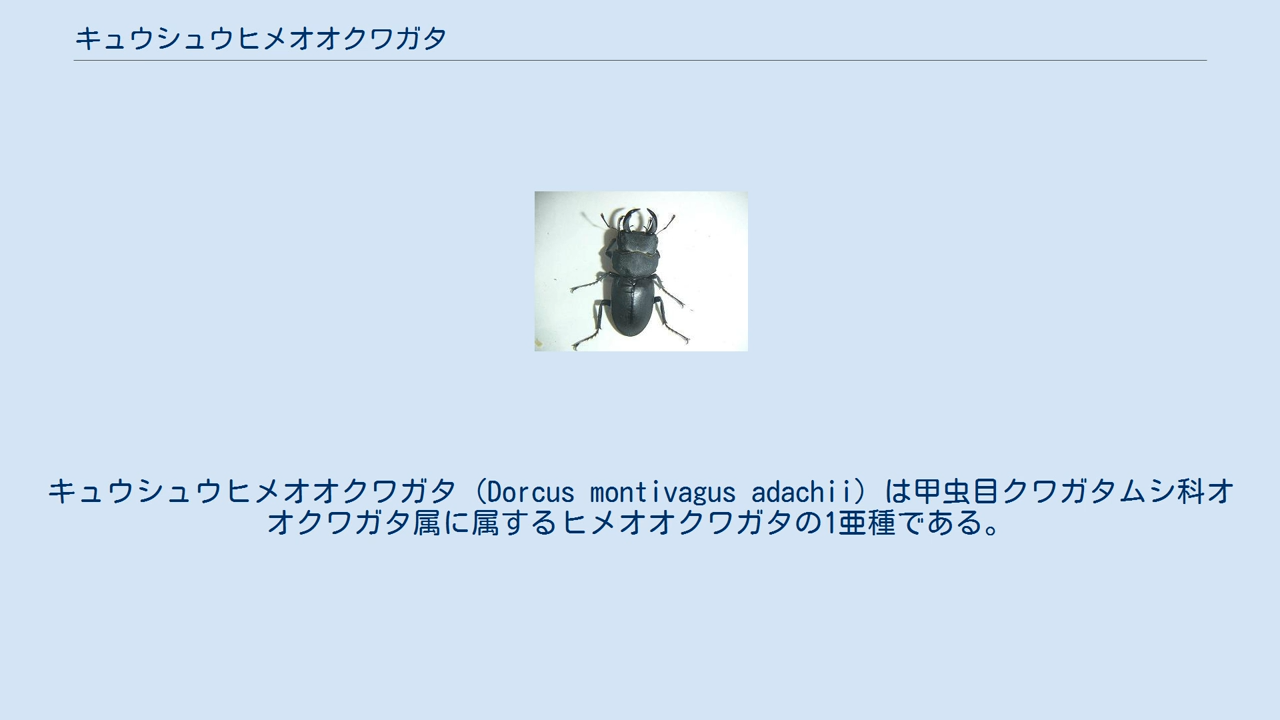 キュウシュウヒメオオクワガタ
キュウシュウヒメオオクワガタ（Dorcus montivagus adachii）は甲虫目クワガタムシ科オ
オクワガタ属に属するヒメオオクワガタの1亜種である。